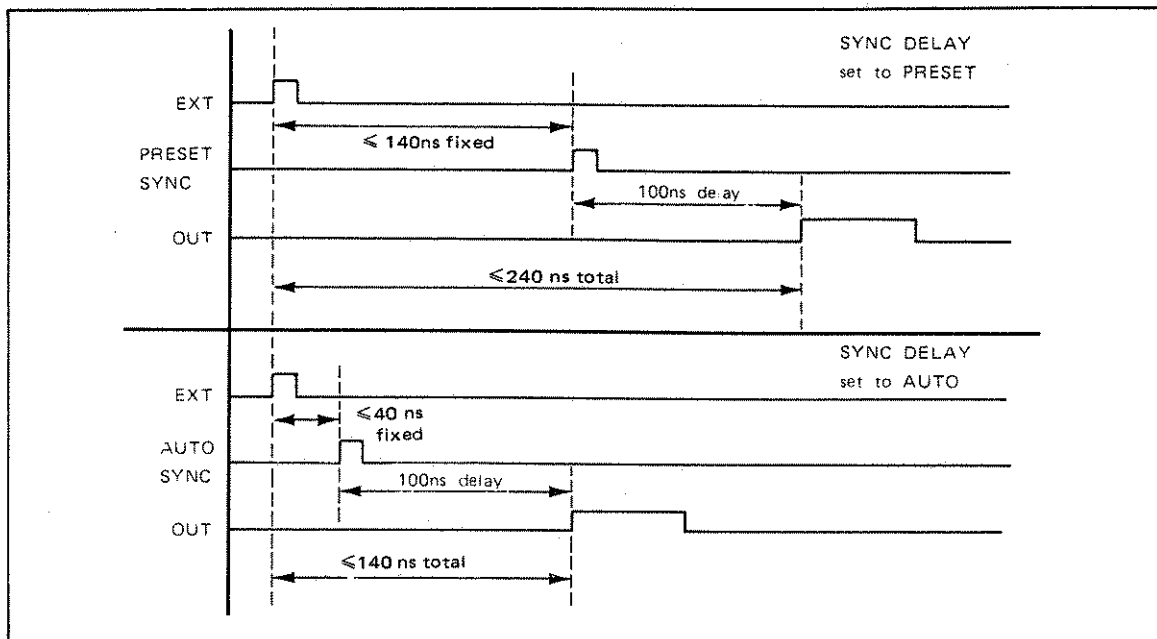 SYNC DELAY
set to PRESET
EXT
≤ 140ns fixed
PRESET
SYNC
100ns delay
OUT
≤240 ns total
SYNC DELAY
set to AUTO
EXT
≤40 ns
fixed
AUTO
SYNC
100ns delay
OUT
≤140 ns total